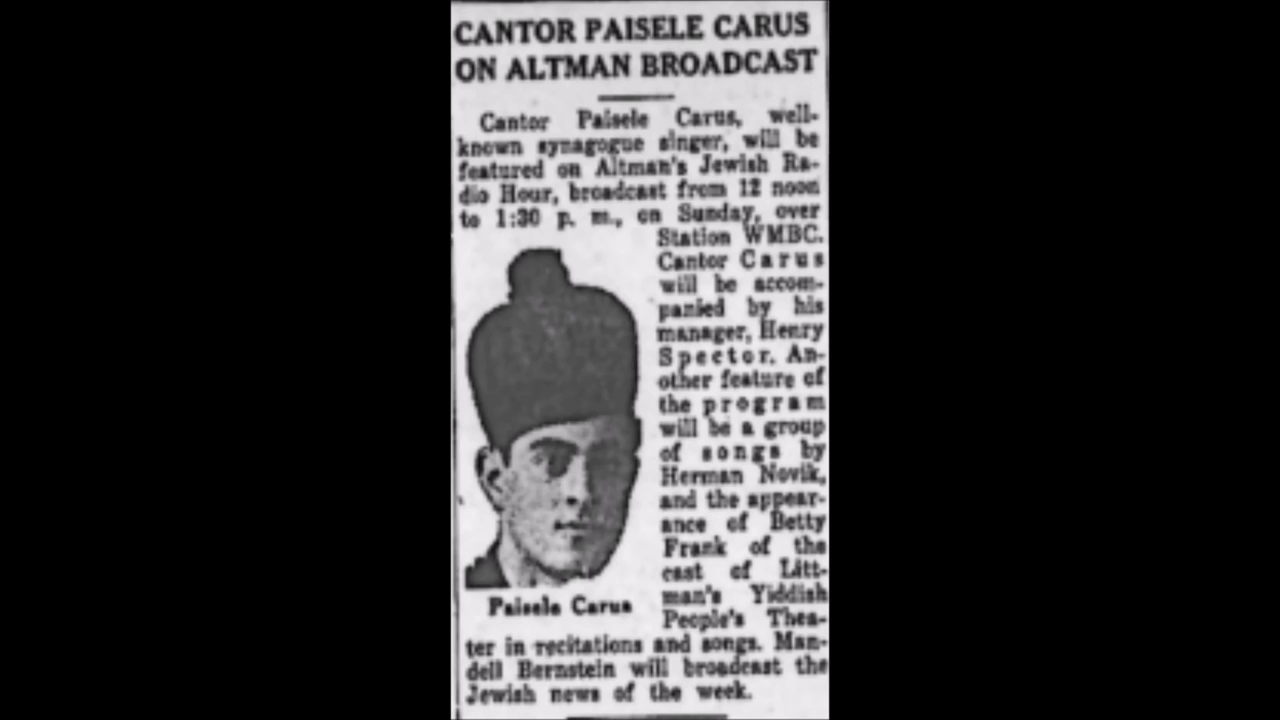 CANTOR PAISELE CARUS
ON ALTMAN BROADCAST
Cantor Paisele Carus, well-
known synagogue singer, will be
featured on Altman's Jewish Ra-
dio Hour, broadcast from 12 noon
to 1:30 p. m., on Sunday, over
Station WMBC.
Cantor Carus
will be accom-
panied by his
manager, Henry
Spector. An-
other feature of
the program
will be a group
of songs by
Herman Novik,
and the appear-
ance of Betty
Frank of the
cast of Litt-
man's Yiddish
People's Thea-
ter in recitations and songs. Man-
dell Bernstein will broadcast the
Jewish news of the week.
Paisele Carus